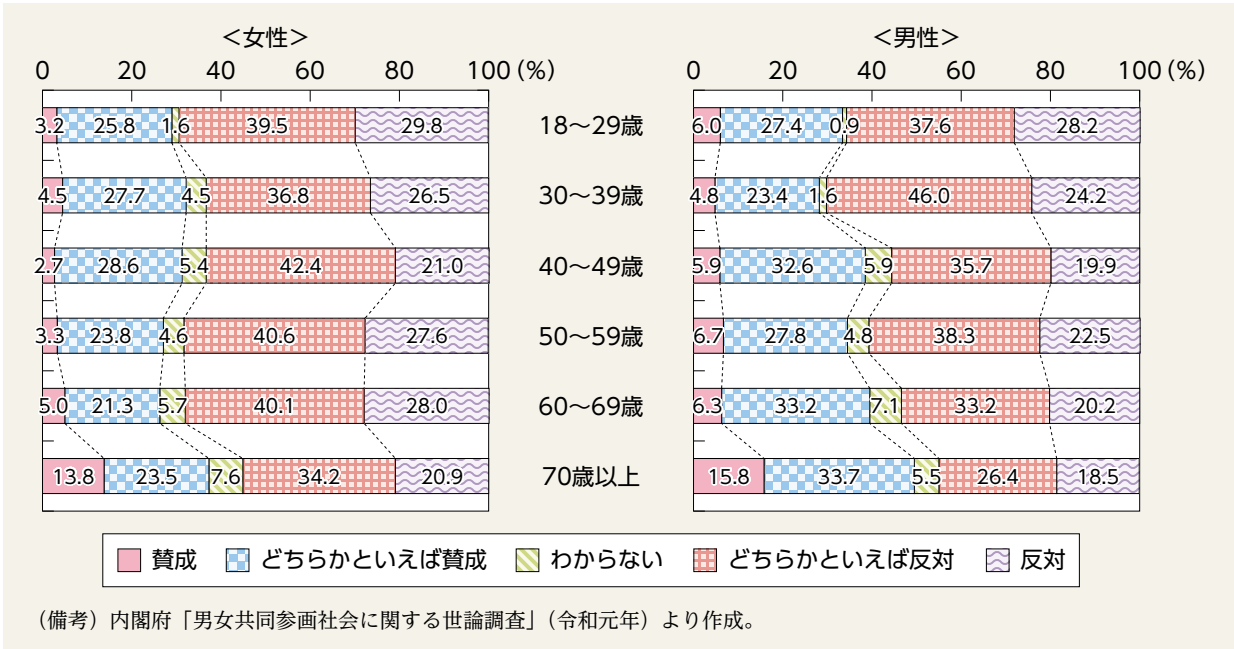 ＜女性＞ ＜男性＞
0 20 40 60 80 100 (%) 0 20 40 60 80 100 (%)
3.2 25.8 1.6 39.5 29.8 18～29歳 6.0 27.4 0.9 37.6 28.2
4.5 27.7 4.5 36.8 26.5 30～39歳 4.8 23.4 1.6 46.0 24.2
2.7 28.6 5.4 42.4 21.0 40～49歳 5.9 32.6 5.9 35.7 19.9
3.3 23.8 4.6 40.6 27.6 50～59歳 6.7 27.8 4.8 38.3 22.5
5.0 21.3 5.7 40.1 28.0 60～69歳 6.3 33.2 7.1 33.2 20.2
13.8 23.5 7.6 34.2 20.9 70歳以上 15.8 33.7 5.5 26.4 18.5
賛成 どちらかといえば賛成 わからない どちらかといえば反対 反対
（備考）内閣府「男女共同参画社会に関する世論調査」（令和元年）より作成。